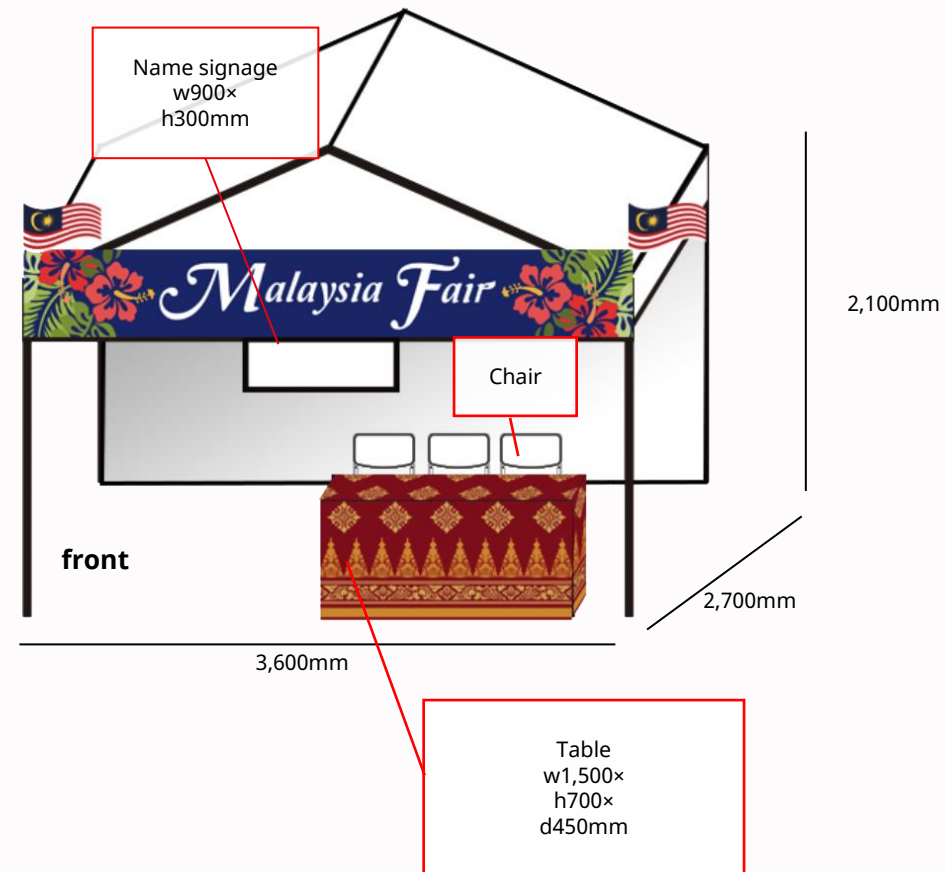 Name signage
w900×
h300mm
Malaysia Fair
Chair
2,100mm
front
2,700mm
3,600mm
Table
w1,500×
h700×
d450mm